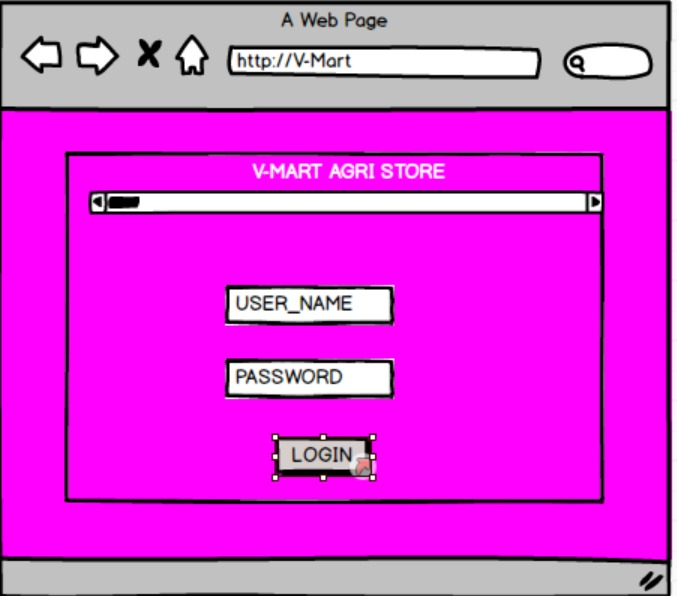 A Web Page
http://V-Mart
V-MART AGRI STORE
USER_NAME
PASSWORD
LOGIN